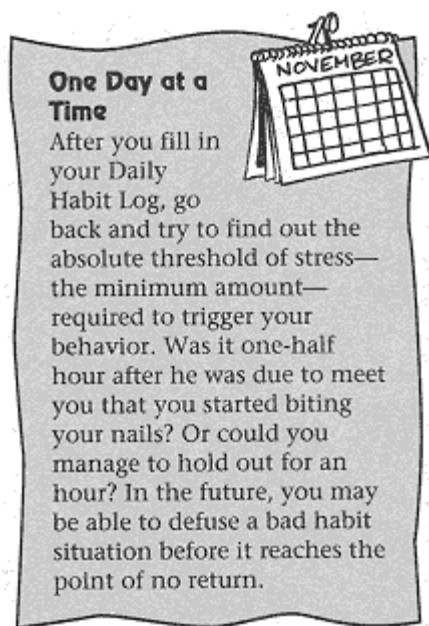 NOVEMBER
One Day at a
Time
After you fill in
your Daily
Habit Log, go
back and try to find out the
absolute threshold of stress—
the minimum amount—
required to trigger your
behavior. Was it one-half
hour after he was due to meet
you that you started biting
your nails? Or could you
manage to hold out for an
hour? In the future, you may
be able to defuse a bad habit
situation before it reaches the
point of no return.